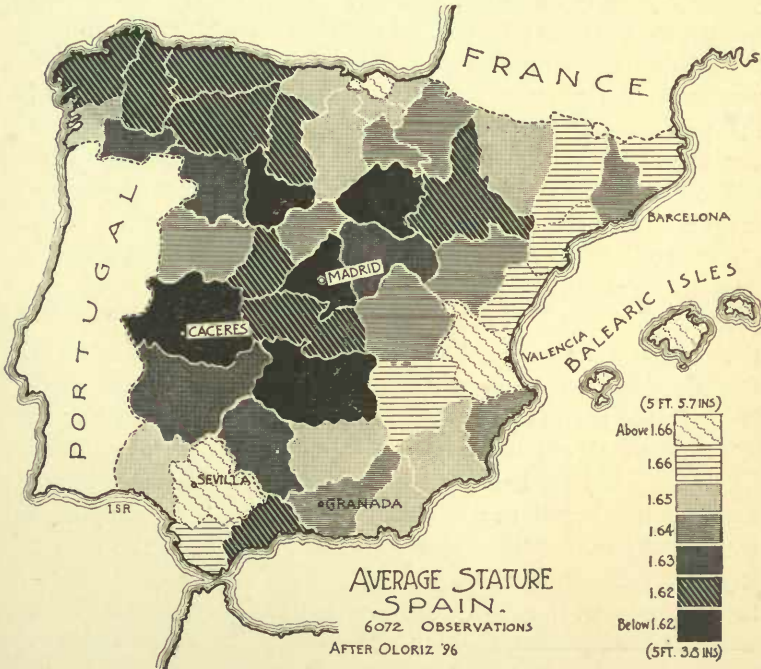 FRANCE
S
PORTUGAL
BARCELONA
MADRID
BALEARIC ISLES
CACERES
VALENCIA
(5 FT. 5.7 INS)
Above 1.66
1.66
SEVILLA
1.65
GRANADA
1SR
1.64
1.63
AVERAGE STATURE
SPAIN.
1.62
6072 OBSERVATIONS
Below 1.62
AFTER OLORIZ '96
(5FT. 3.8 INS)